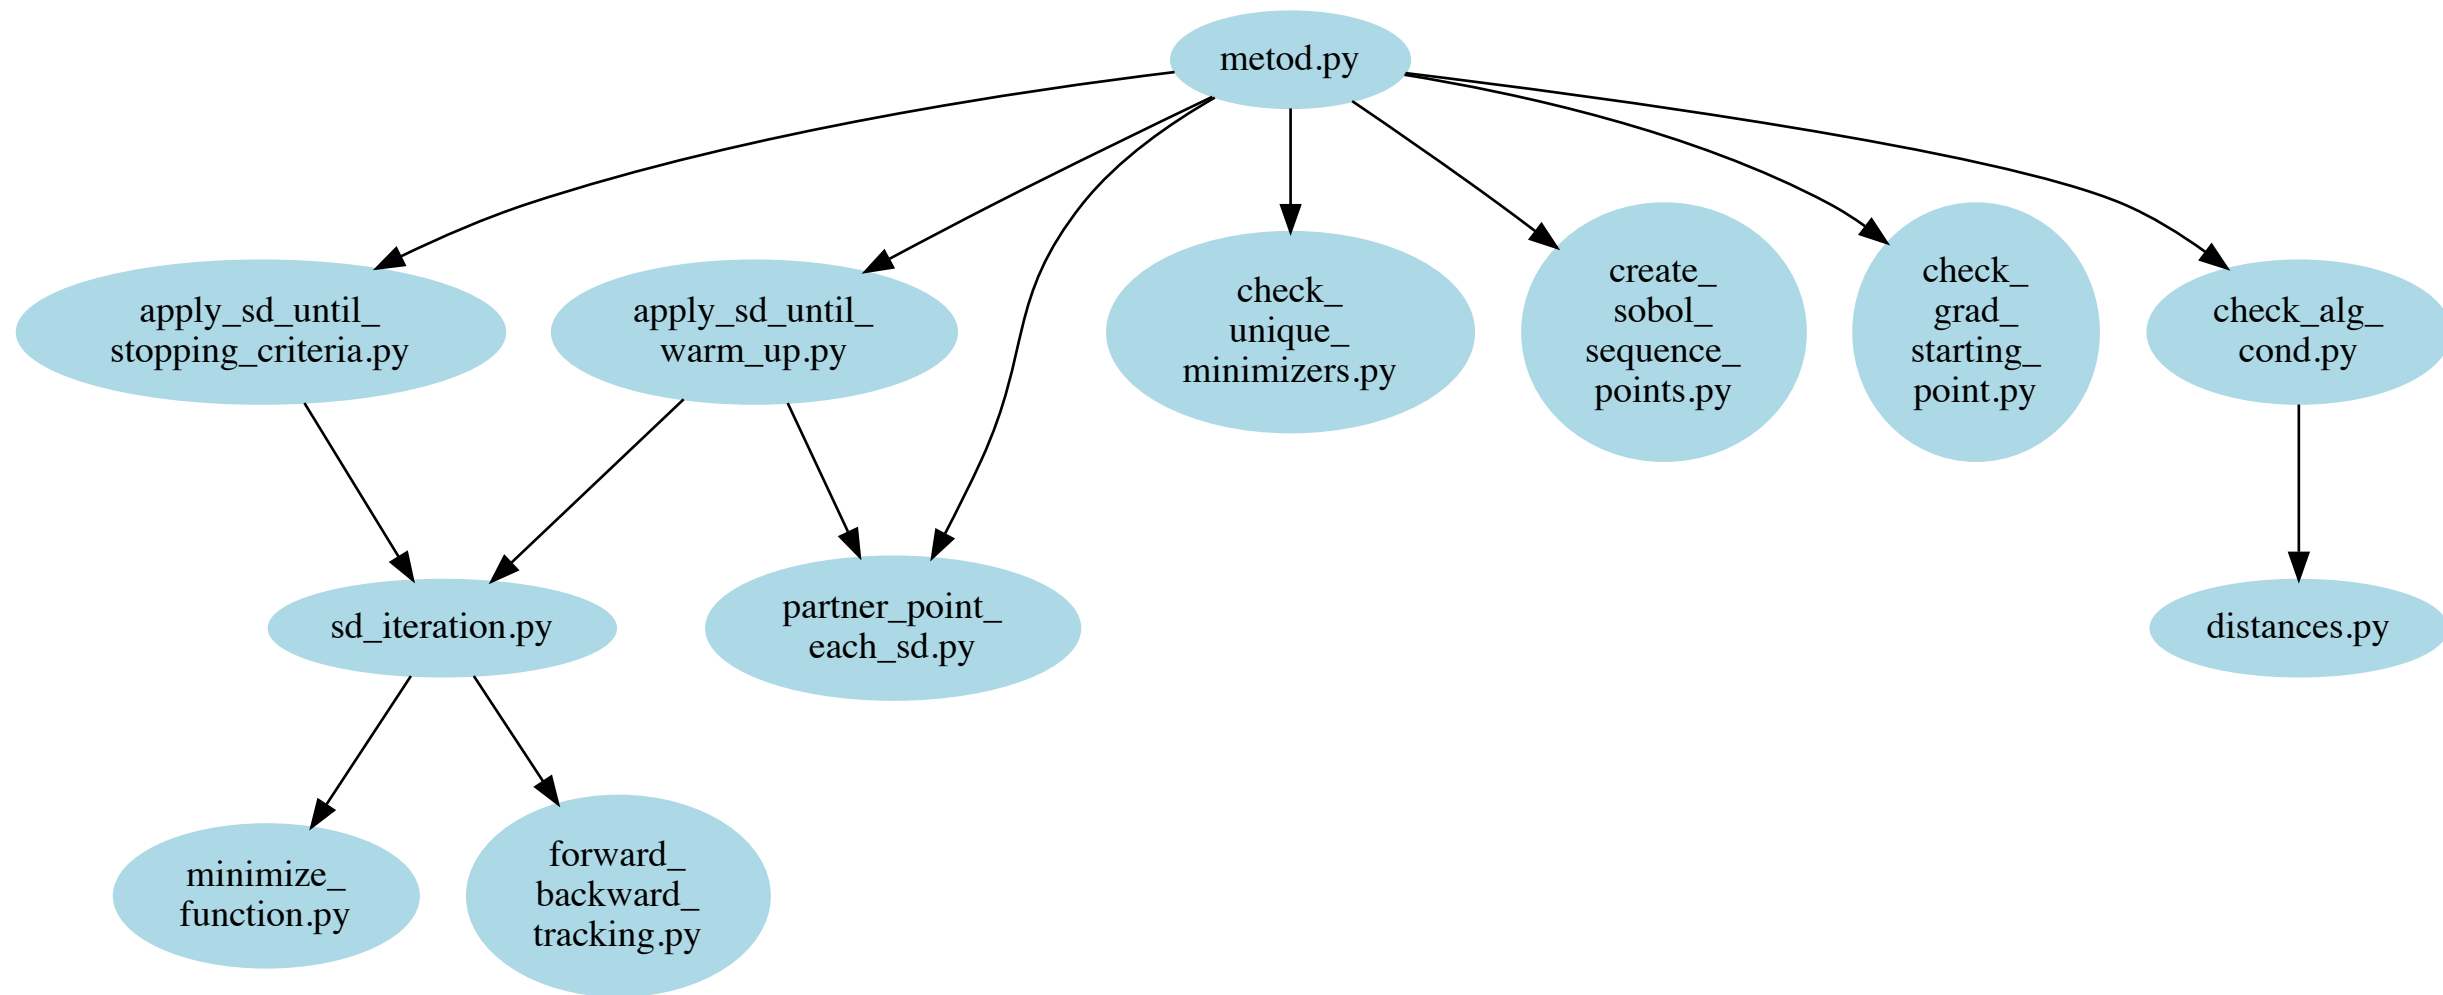 metod.py
apply_sd_until_
stopping_criteria.py
apply_sd_until_
warm_up.py
check_
unique_
minimizers.py
create_
sobol_
sequence_
points.py
check_
grad_
starting_
point.py
check_alg_
cond.py
sd_iteration.py
partner_point_
each_sd.py
distances.py
minimize_
function.py
forward_
backward_
tracking.py